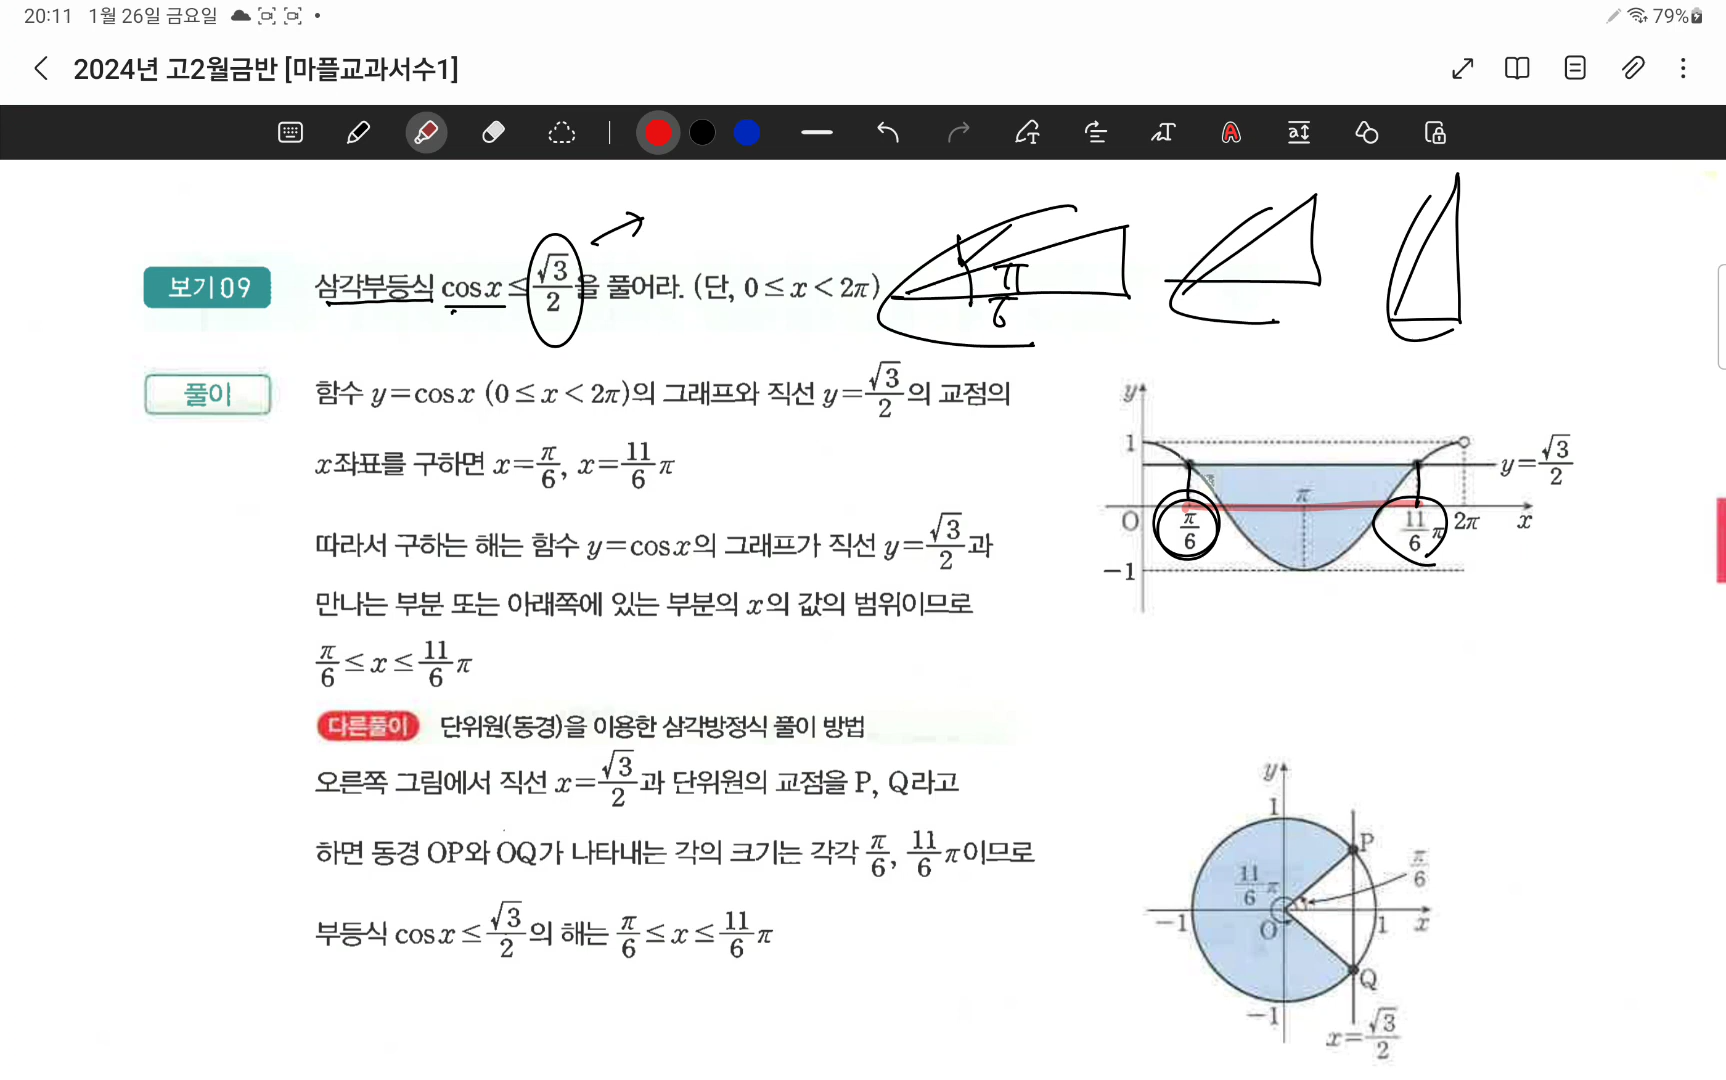 20:11 1월 26일 금요일
79%
2024년 고2월금반 [마플교과서수1]
보기 09 삼각부등식 cos x ≤ √3/2 을 풀어라. (단, 0 ≤ x < 2π)
π/6
풀이 함수 y=cos x (0 ≤ x < 2π)의 그래프와 직선 y=√3/2의 교점의
x좌표를 구하면 x=π/6, x=11/6 π
따라서 구하는 해는 함수 y=cos x의 그래프가 직선 y=√3/2과
만나는 부분 또는 아래쪽에 있는 부분의 x의 값의 범위이므로
π/6 ≤ x ≤ 11/6 π
y
1
y=√3/2
π
O π/6 11/6 π 2π x
-1
다른풀이 단위원(동경)을 이용한 삼각방정식 풀이 방법
오른쪽 그림에서 직선 x=√3/2과 단위원의 교점을 P, Q라고
하면 동경 OP와 OQ가 나타내는 각의 크기는 각각 π/6, 11/6 π이므로
부등식 cos x ≤ √3/2의 해는 π/6 ≤ x ≤ 11/6 π
y
1
P
11/6 π π/6
-1 O 1 x
Q
-1
x=√3/2